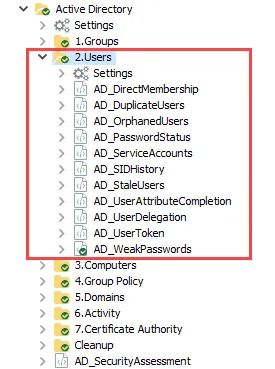 Active Directory
Settings
1.Groups
2.Users
Settings
AD_DirectMembership
AD_DuplicateUsers
AD_OrphanedUsers
AD_PasswordStatus
AD_ServiceAccounts
AD_SIDHistory
AD_StaleUsers
AD_UserAttributeCompletion
AD_UserDelegation
AD_UserToken
AD_WeakPasswords
3.Computers
4.Group Policy
5.Domains
6.Activity
7.Certificate Authority
Cleanup
AD_SecurityAssessment